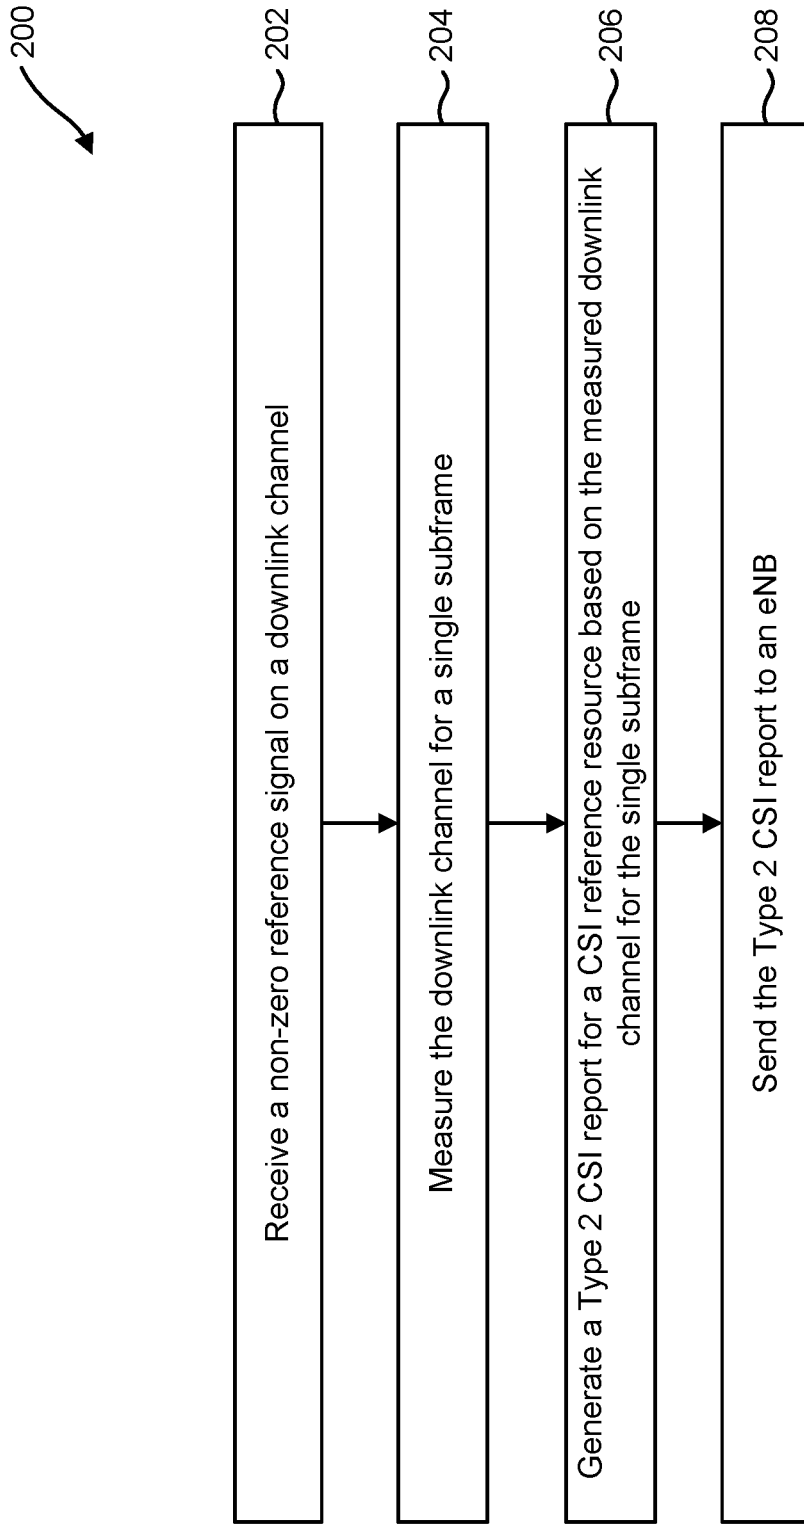 200
Receive a non-zero reference signal on a downlink channel
202
Measure the downlink channel for a single subframe
204
Generate a Type 2 CSI report for a CSI reference resource based on the measured downlink
channel for the single subframe
206
Send the Type 2 CSI report to an eNB
208